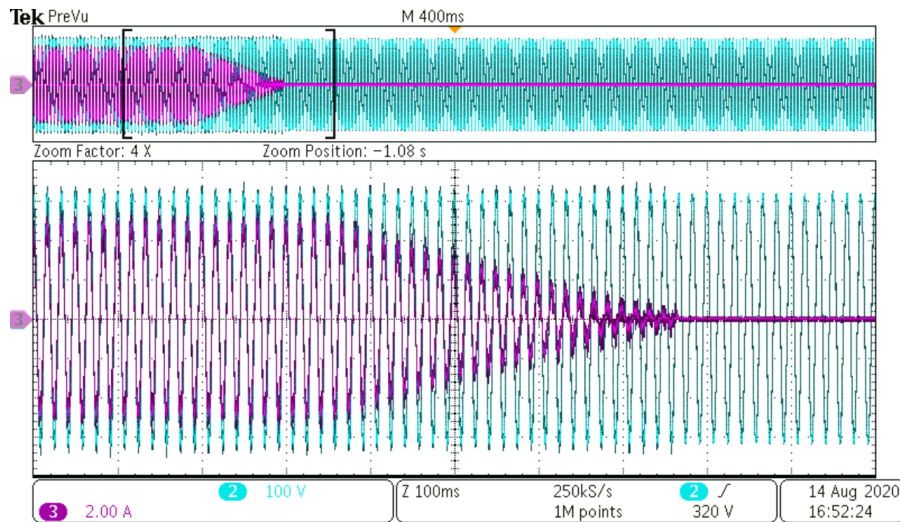 Tek PreVu M 400ms
3
Zoom Factor: 4 X Zoom Position: −1.08 s
3
2 100 V Z 100ms 250kS/s 2 14 Aug 2020
3 2.00 A 1M points 320 V 16:52:24